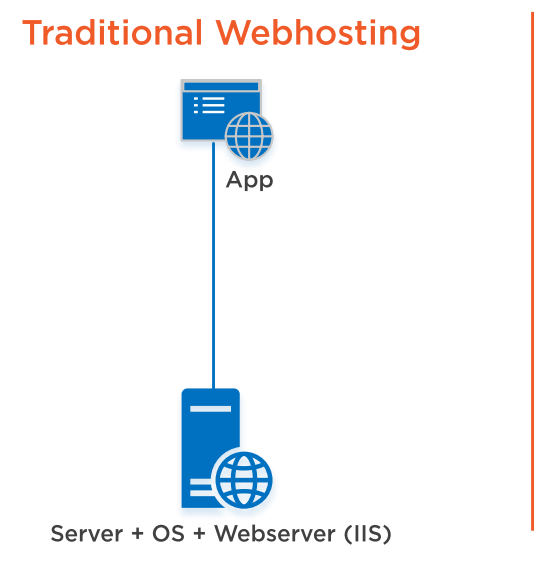 Traditional Webhosting
App
Server + OS + Webserver (IIS)